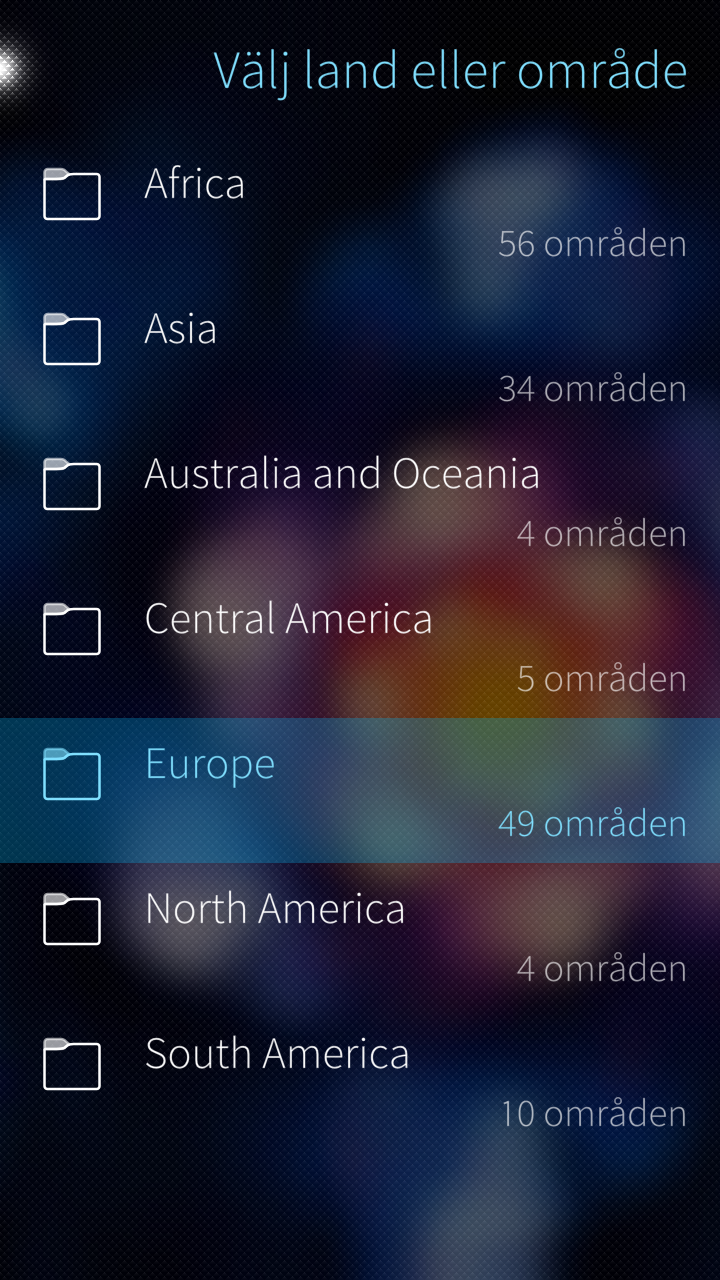 Välj land eller område
Africa
56 områden
Asia
34 områden
Australia and Oceania
4 områden
Central America
5 områden
Europe
49 områden
North America
4 områden
South America
10 områden